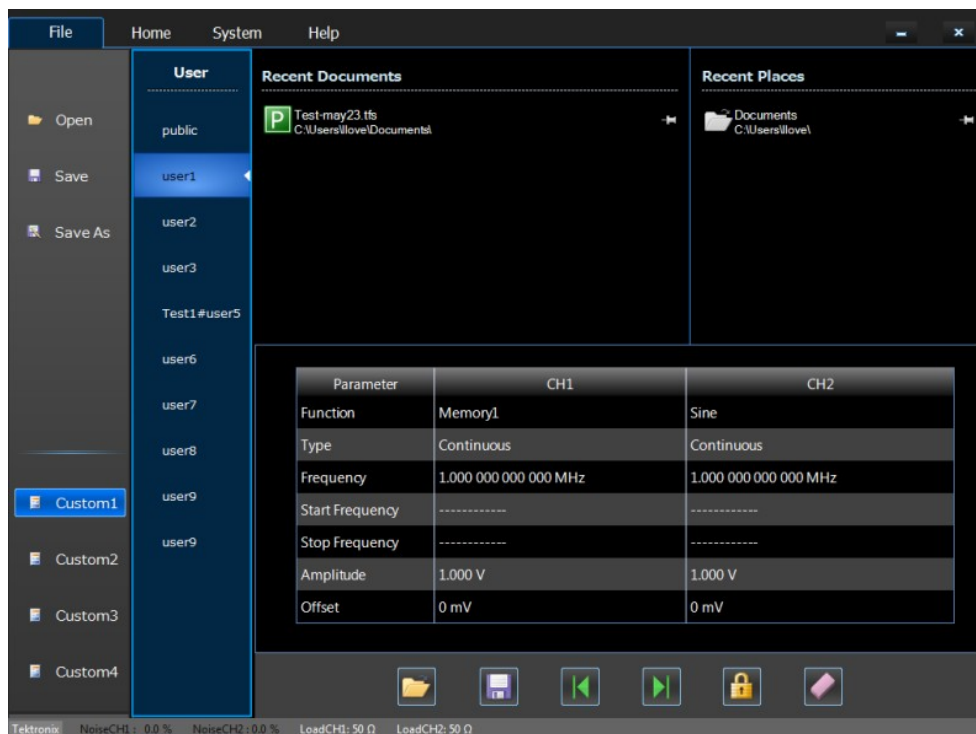 File Home System Help
Open
Save
Save As
Custom1
Custom2
Custom3
Custom4
User
public
user1
user2
user3
Test1#user5
user6
user7
user8
user9
user9
Recent Documents
P Test-may23.tfs
C:\Users\llove\Documents\
Recent Places
Documents
C:\Users\llove\
Parameter CH1 CH2
Function Memory1 Sine
Type Continuous Continuous
Frequency 1.000 000 000 000 MHz 1.000 000 000 000 MHz
Start Frequency ------------ ------------
Stop Frequency ------------ ------------
Amplitude 1.000 V 1.000 V
Offset 0 mV 0 mV
Tektronix NoiseCH1 : 0.0 % NoiseCH2 : 0.0 % LoadCH1: 50 Ω LoadCH2: 50 Ω